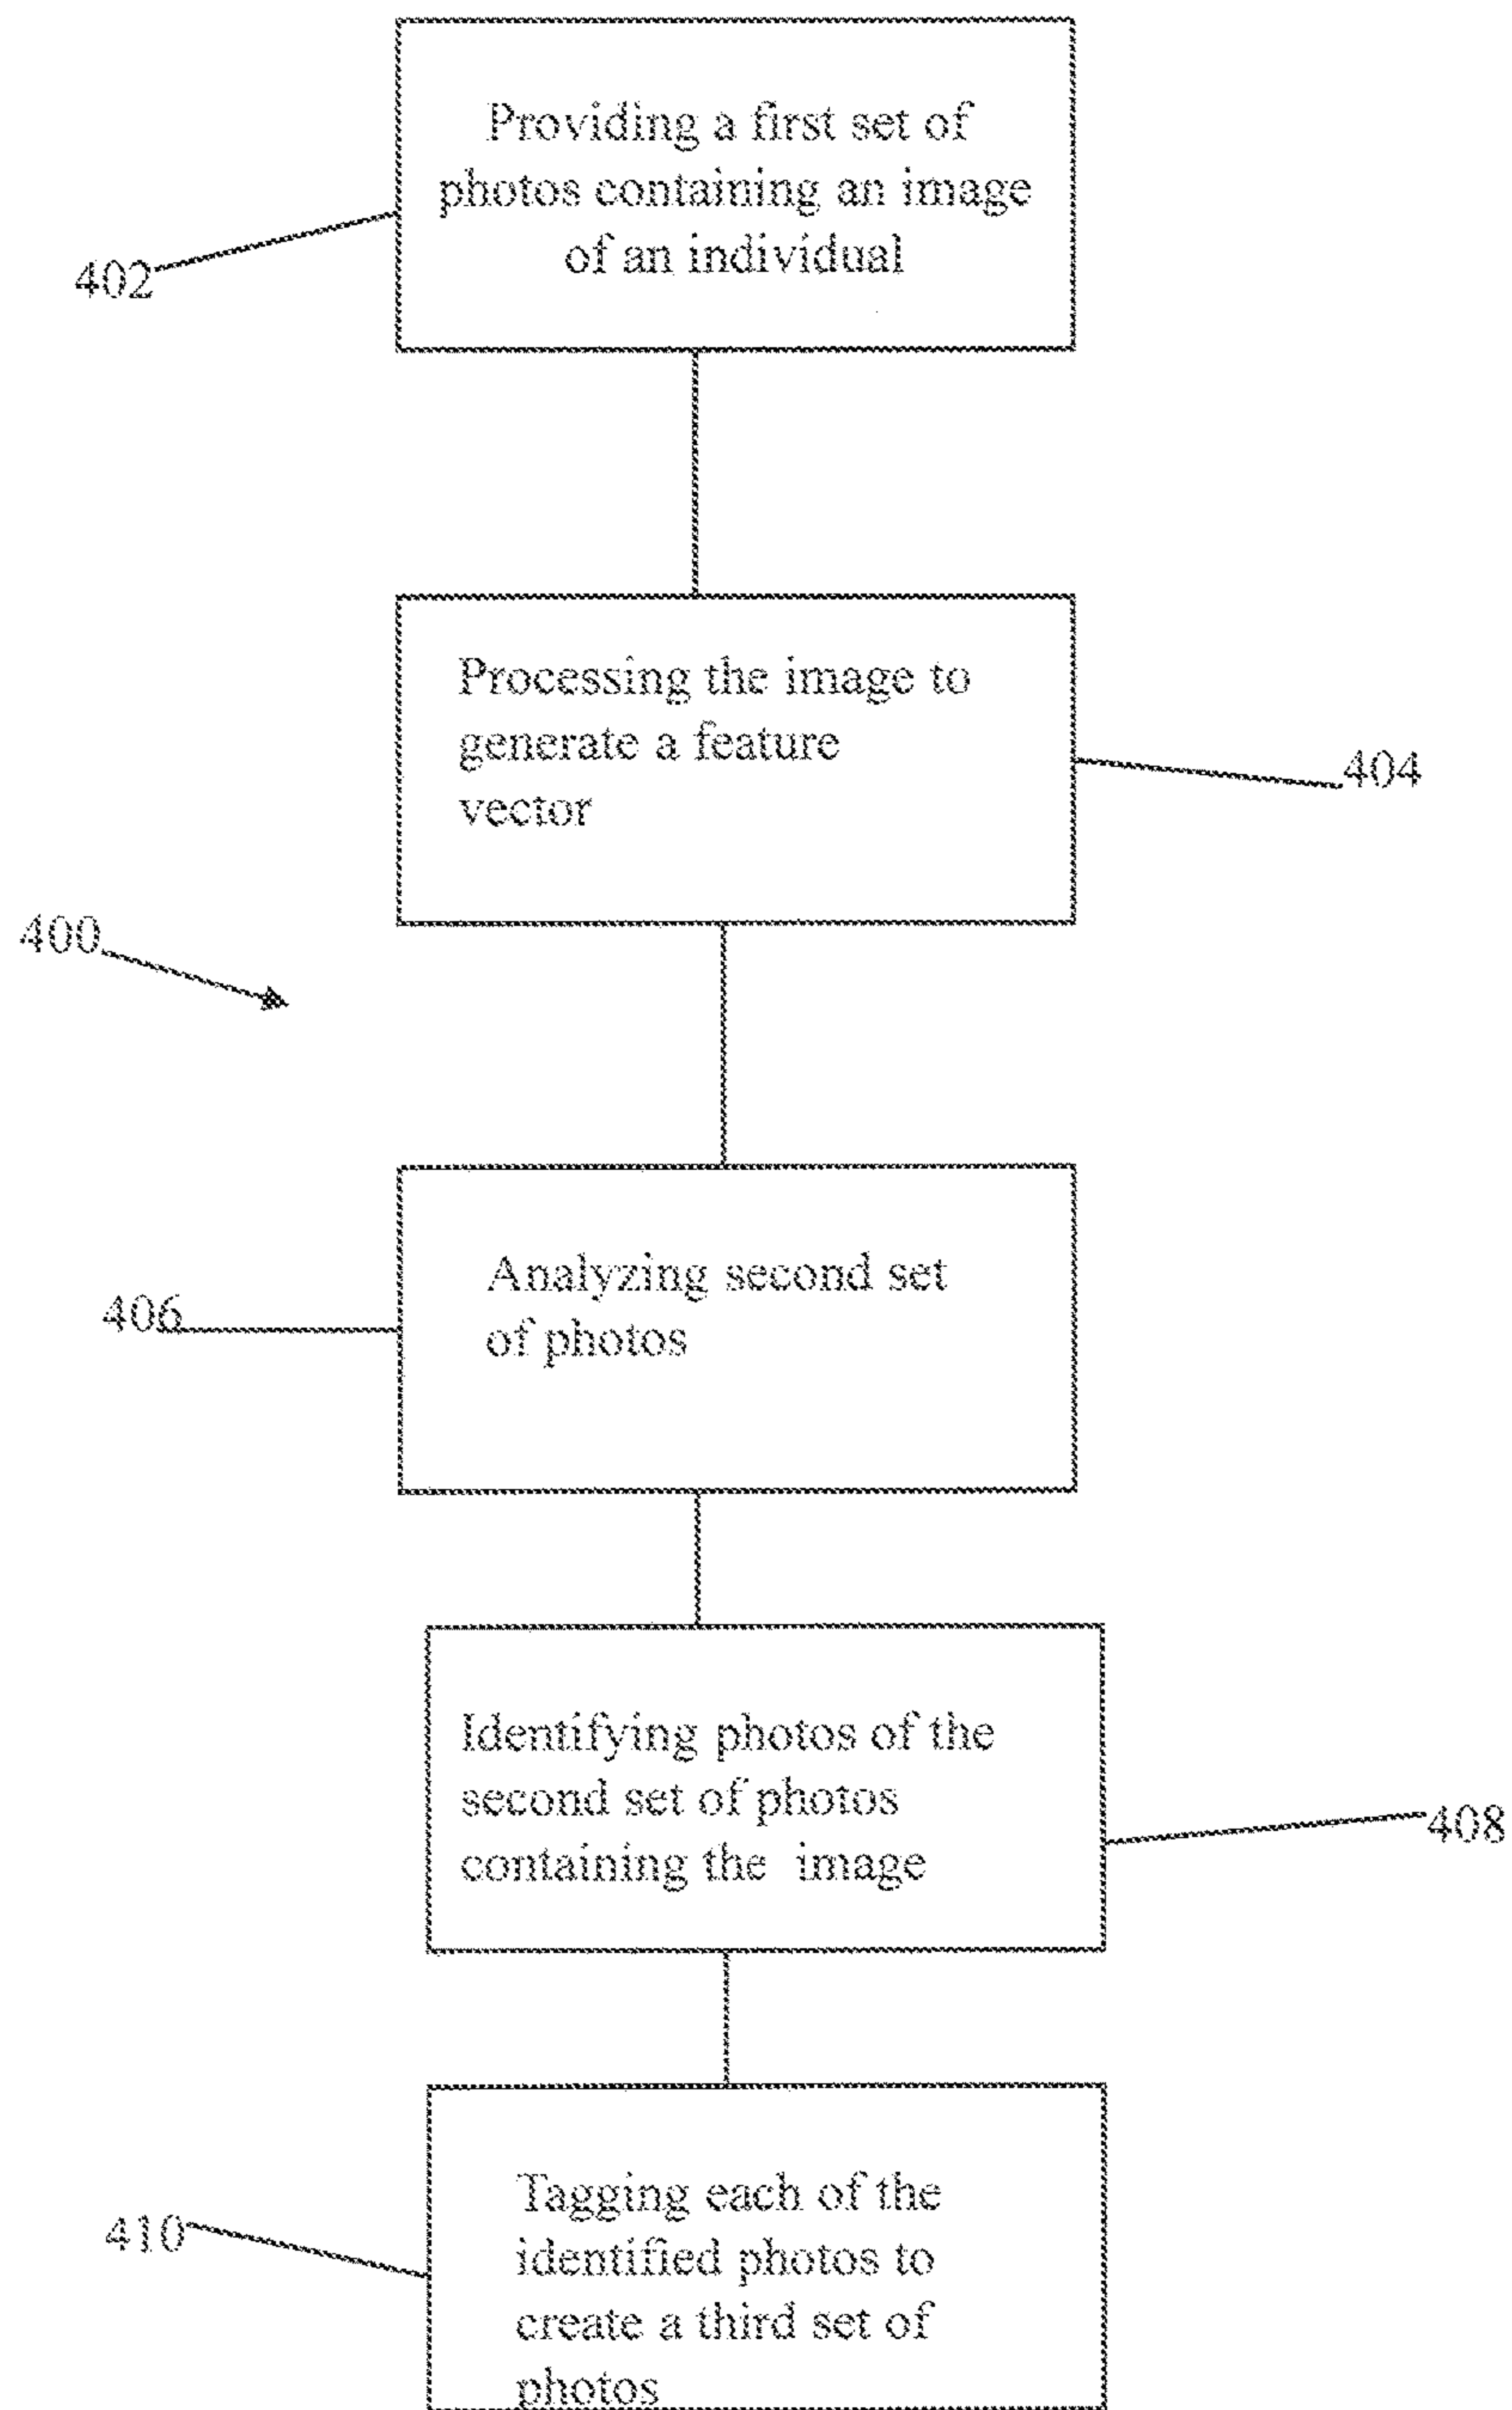 Providing a first set of
photos containing an image
of an individual
402
Processing the image to
generate a feature
vector
404
400
Analyzing second set
of photos
406
Identifying photos of the
second set of photos
containing the image
408
Tagging each of the
identified photos to
create a third set of
photos
410